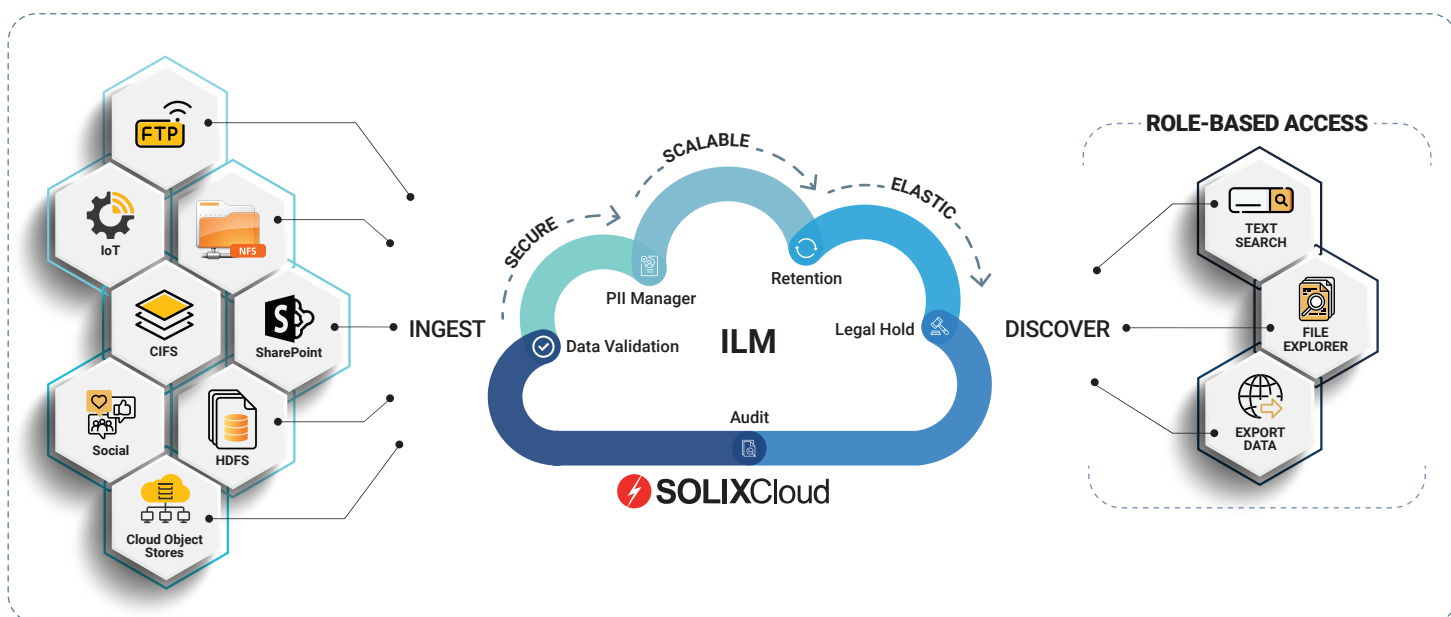 FTP
IoT
NFS
CIFS
SharePoint
Social
HDFS
Cloud Object
Stores
INGEST
SECURE
SCALABLE
ELASTIC
PII Manager
Retention
Data Validation
ILM
Legal Hold
Audit
SOLIXCloud
DISCOVER
ROLE-BASED ACCESS
TEXT
SEARCH
FILE
EXPLORER
EXPORT
DATA